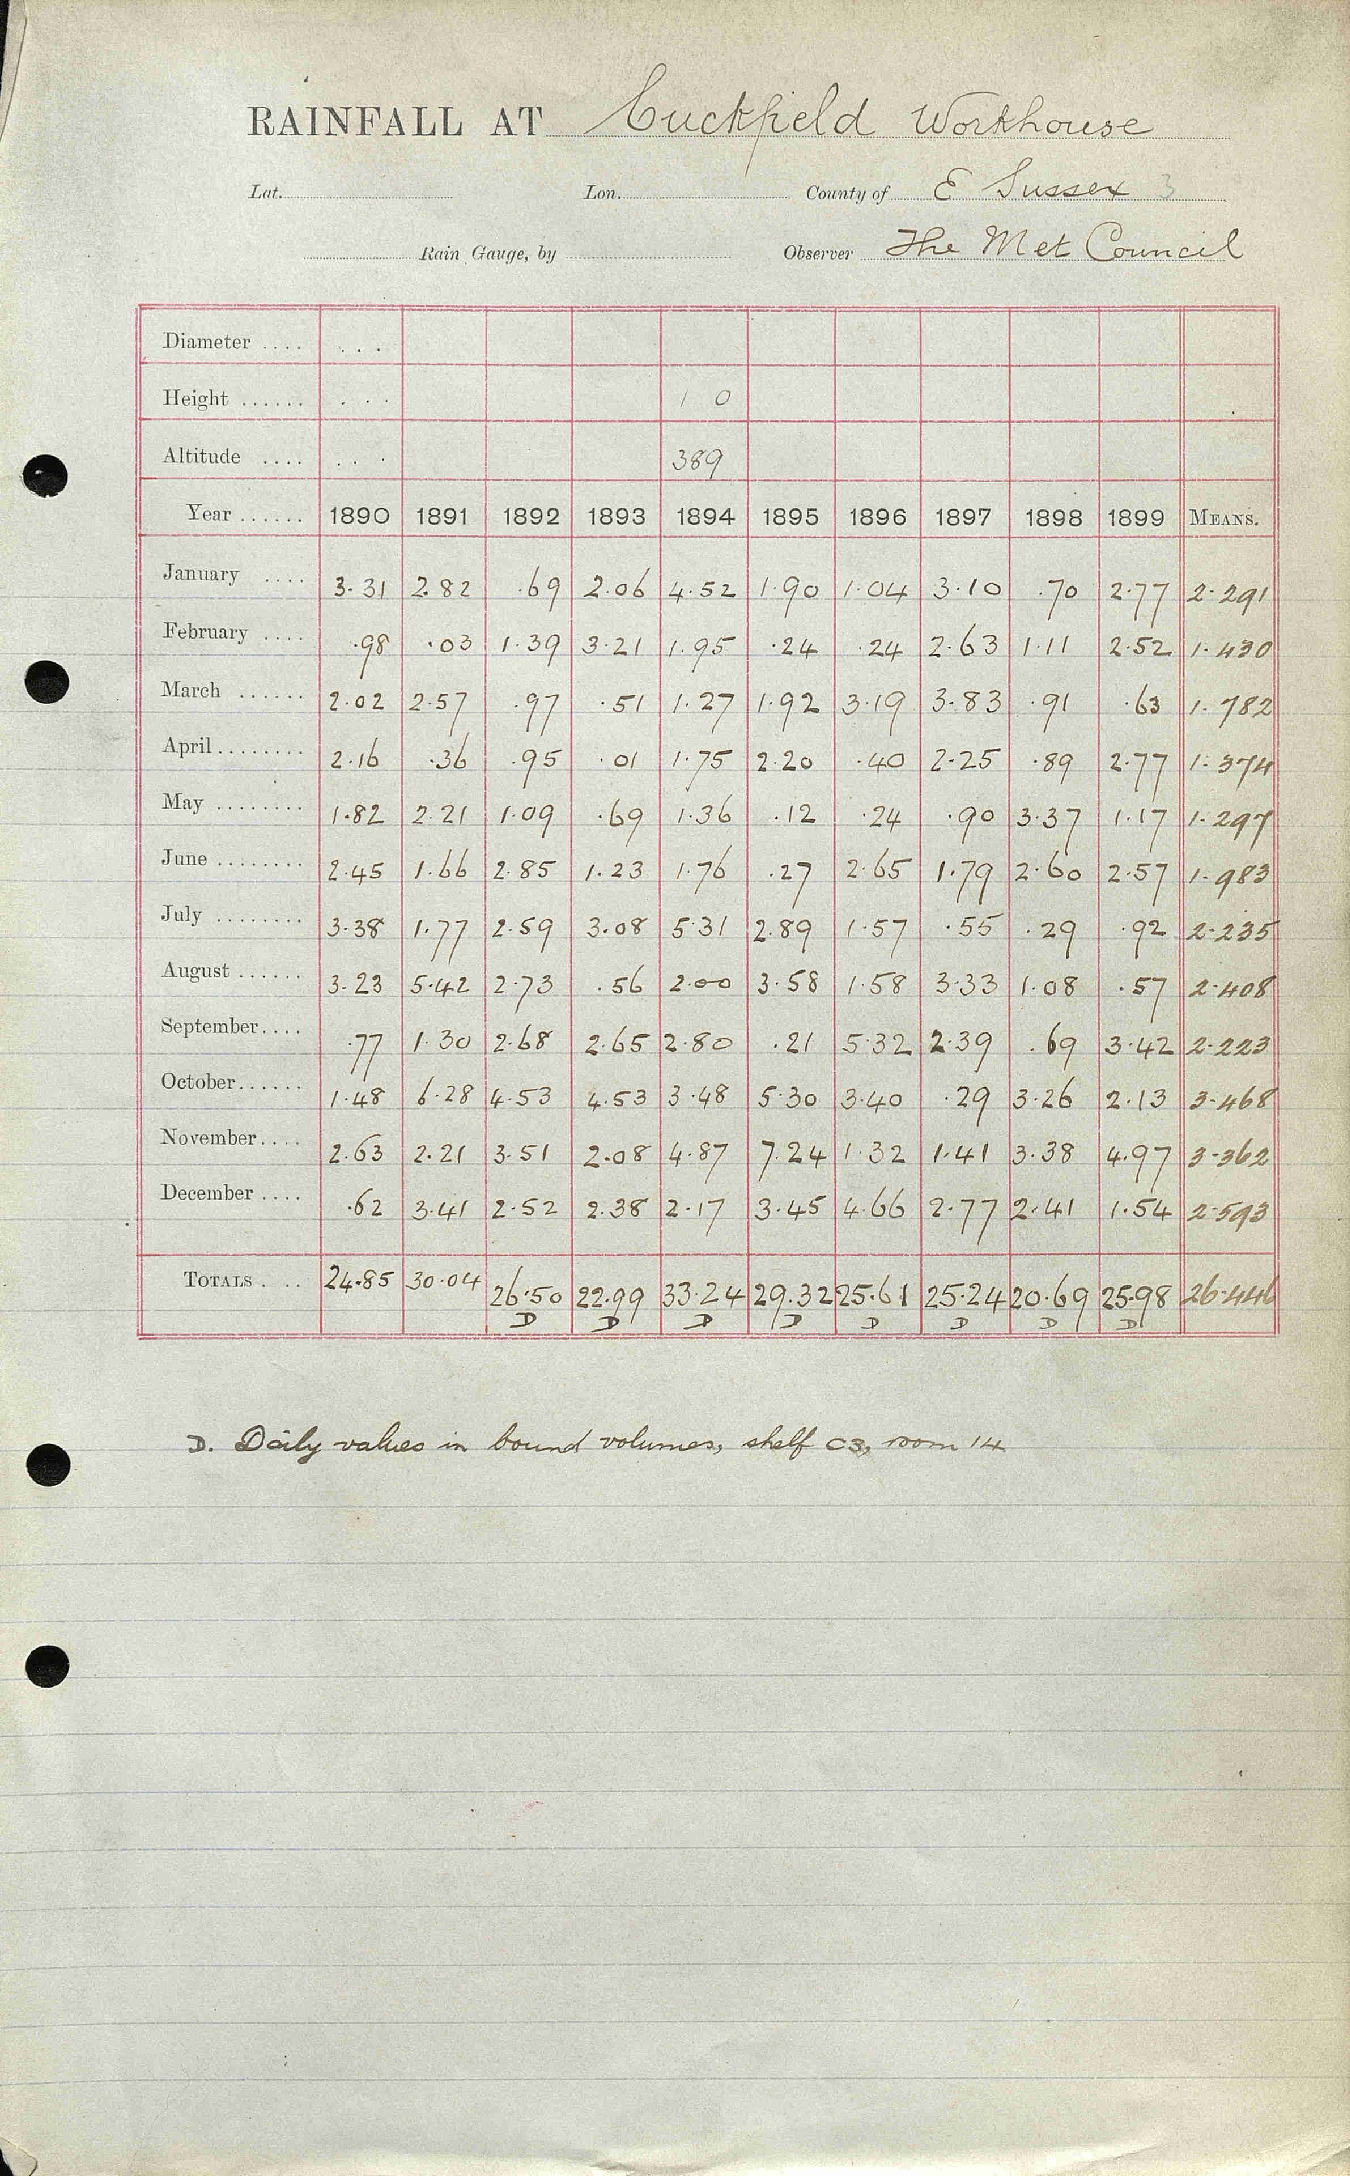 RAINFALL AT Cuckfield Workhouse
Lat. Lon. County of E Sussex 3
Rain Gauge, by Observer The Met Council
Diameter .... ...
Height ...... ... 1 0
Altitude .... ... 389
Year ...... 1890 1891 1892 1893 1894 1895 1896 1897 1898 1899 MEANS.
January .... 3.31 2.82 .69 2.06 4.52 1.90 1.04 3.10 .70 2.77 2.291
February .... .98 .03 1.39 3.21 1.95 .24 .24 2.63 1.11 2.52 1.430
March ...... 2.02 2.57 .97 .51 1.27 1.92 3.19 3.83 .91 .63 1.782
April ........ 2.16 .36 .95 .01 1.75 2.20 .40 2.25 .89 2.77 1.374
May ........ 1.82 2.21 1.09 .69 1.36 .12 .24 .90 3.37 1.17 1.297
June ........ 2.45 1.66 2.85 1.23 1.76 .27 2.65 1.79 2.60 2.57 1.983
July ........ 3.38 1.77 2.59 3.08 5.31 2.89 1.57 .55 .29 .92 2.235
August ...... 3.23 5.42 2.73 .56 2.00 3.58 1.58 3.33 1.08 .57 2.408
September .... .77 1.30 2.68 2.65 2.80 .21 5.32 2.39 .69 3.42 2.223
October ...... 1.48 6.28 4.53 4.53 3.48 5.30 3.40 .29 3.26 2.13 3.468
November .... 2.63 2.21 3.51 2.08 4.87 7.24 1.32 1.41 3.38 4.97 3.362
December .... .62 3.41 2.52 2.38 2.17 3.45 4.66 2.77 2.41 1.54 2.593
TOTALS .... 24.85 30.04 26.50 22.99 33.24 29.32 25.61 25.24 20.69 25.98 26.446
D D D D D D D D
D. Daily values in bound volumes, shelf C3, room 14